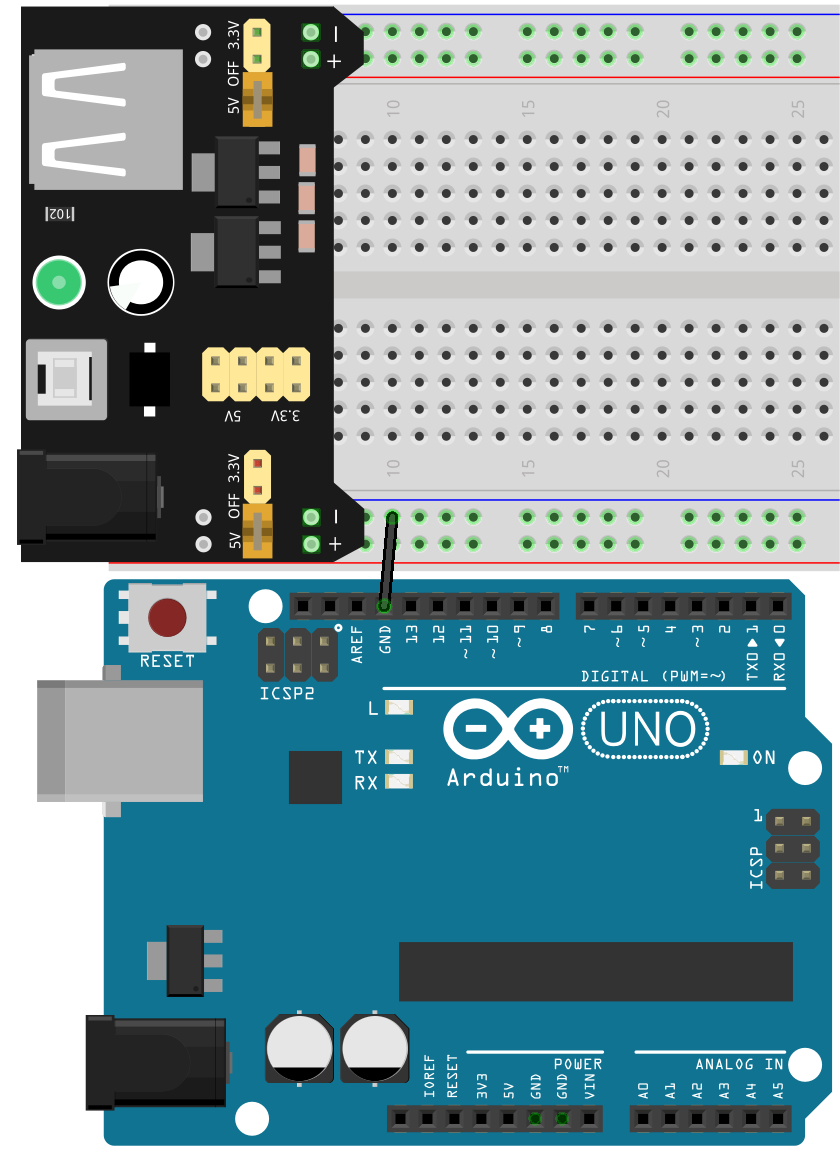 5V OFF 3.3V
−
+
10 15 20 25
102
5V 3.3V
10 15 20 25
5V OFF 3.3V
−
+
RESET
ICSP2
AREF GND 13 12 ~11 ~10 ~9 8 7 ~6 ~5 4 ~3 2 TX0▶1 RX0◀0
DIGITAL (PWM=~)
L
TX
RX
Arduino™
UNO
ON
1
ICSP
POWER
ANALOG IN
IOREF RESET 3V3 5V GND GND VIN A0 A1 A2 A3 A4 A5